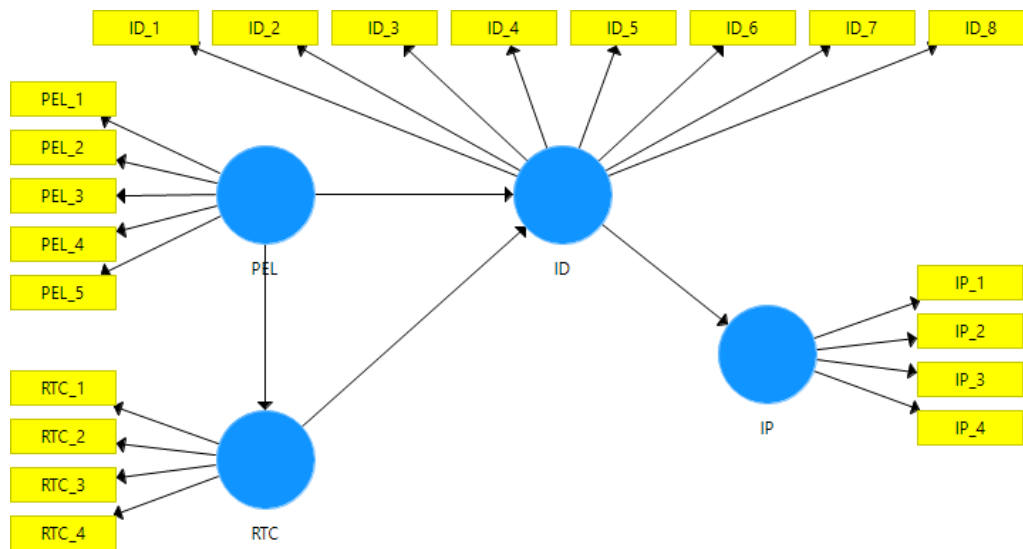 ID_1 ID_2 ID_3 ID_4 ID_5 ID_6 ID_7 ID_8
PEL_1
PEL_2
PEL_3
PEL_4
PEL_5
PEL
ID
IP_1
IP_2
IP_3
IP_4
IP
RTC_1
RTC_2
RTC_3
RTC_4
RTC